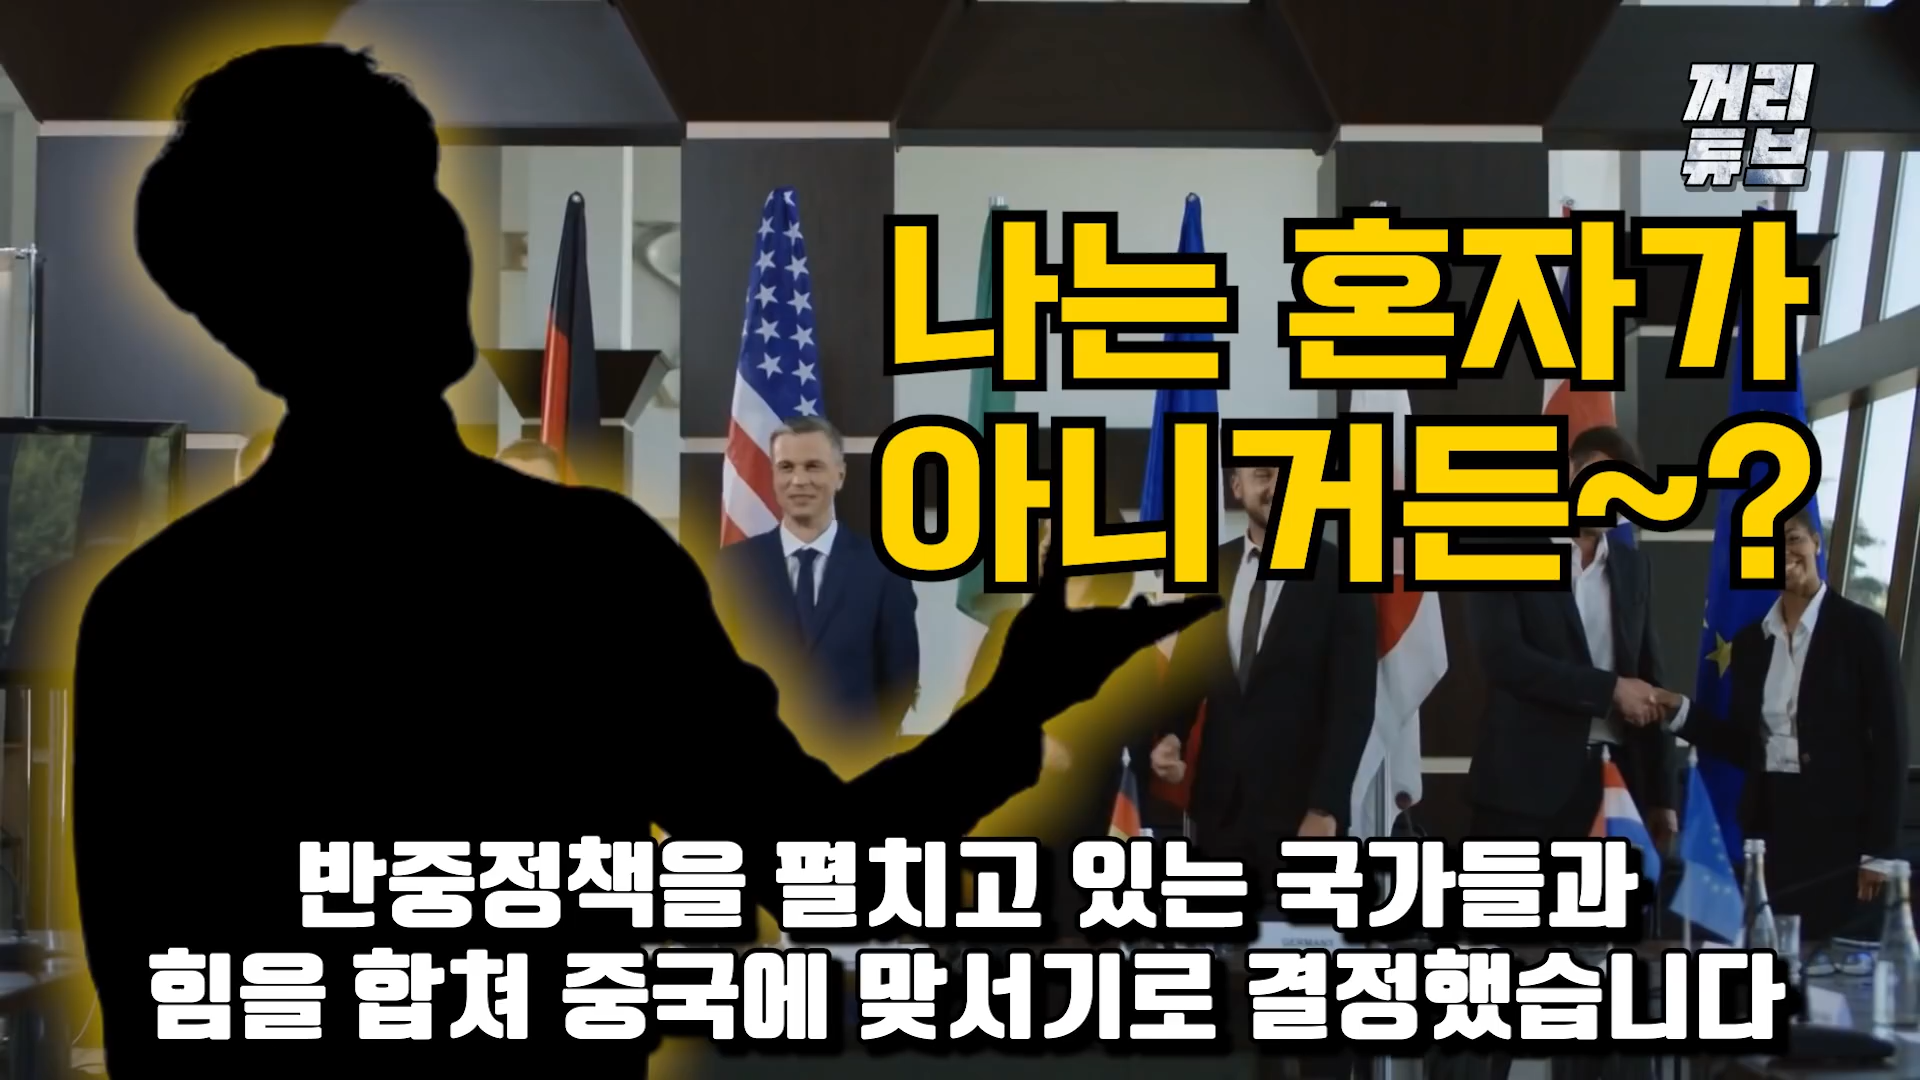 꺼리
튜브
나는 혼자가
아니거든~?
반중정책을 펼치고 있는 국가들과
힘을 합쳐 중국에 맞서기로 결정했습니다
GERMANY